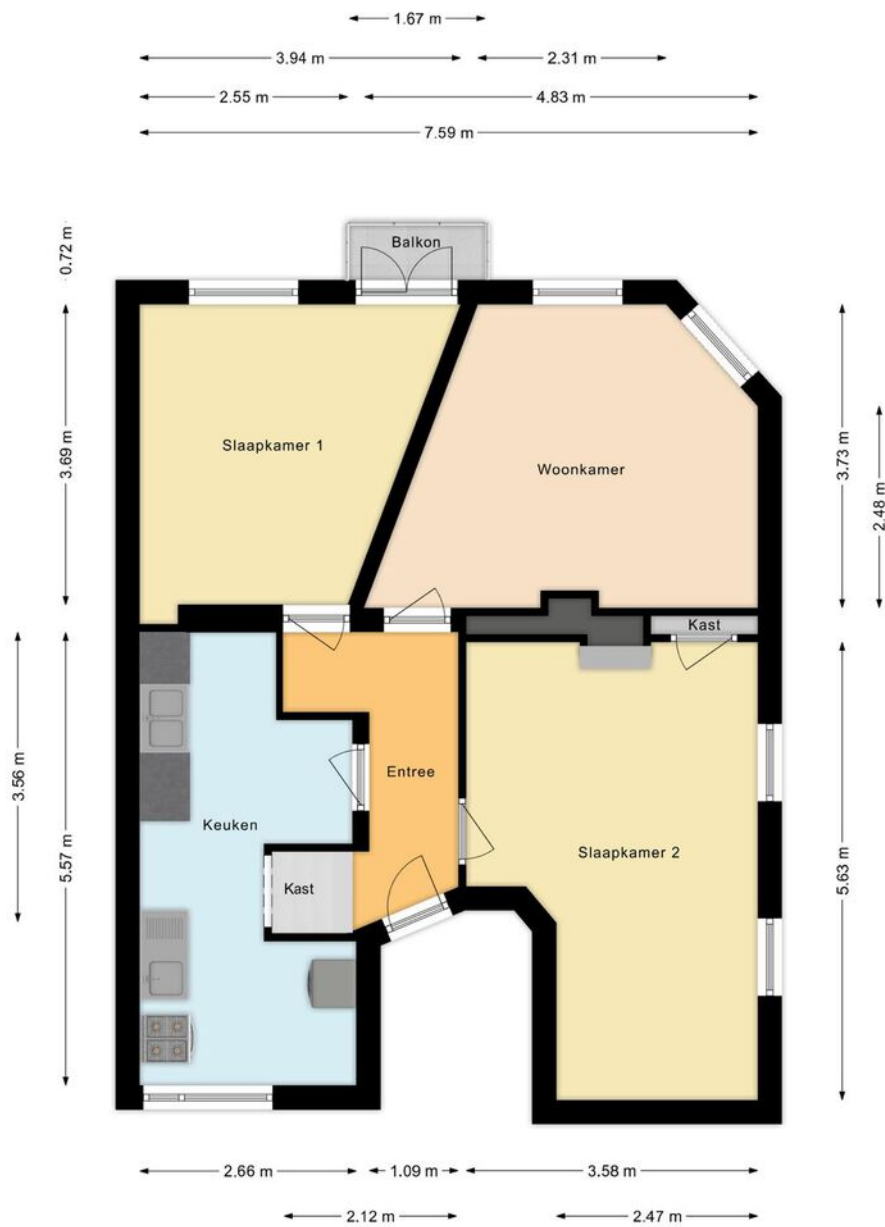 1.67 m
3.94 m
2.31 m
2.55 m
4.83 m
7.59 m
0.72 m
Balkon
3.69 m
Slaapkamer 1
Woonkamer
3.73 m
2.48 m
Kast
3.56 m
5.57 m
Keuken
Entree
Slaapkamer 2
Kast
5.63 m
2.66 m
1.09 m
3.58 m
2.12 m
2.47 m